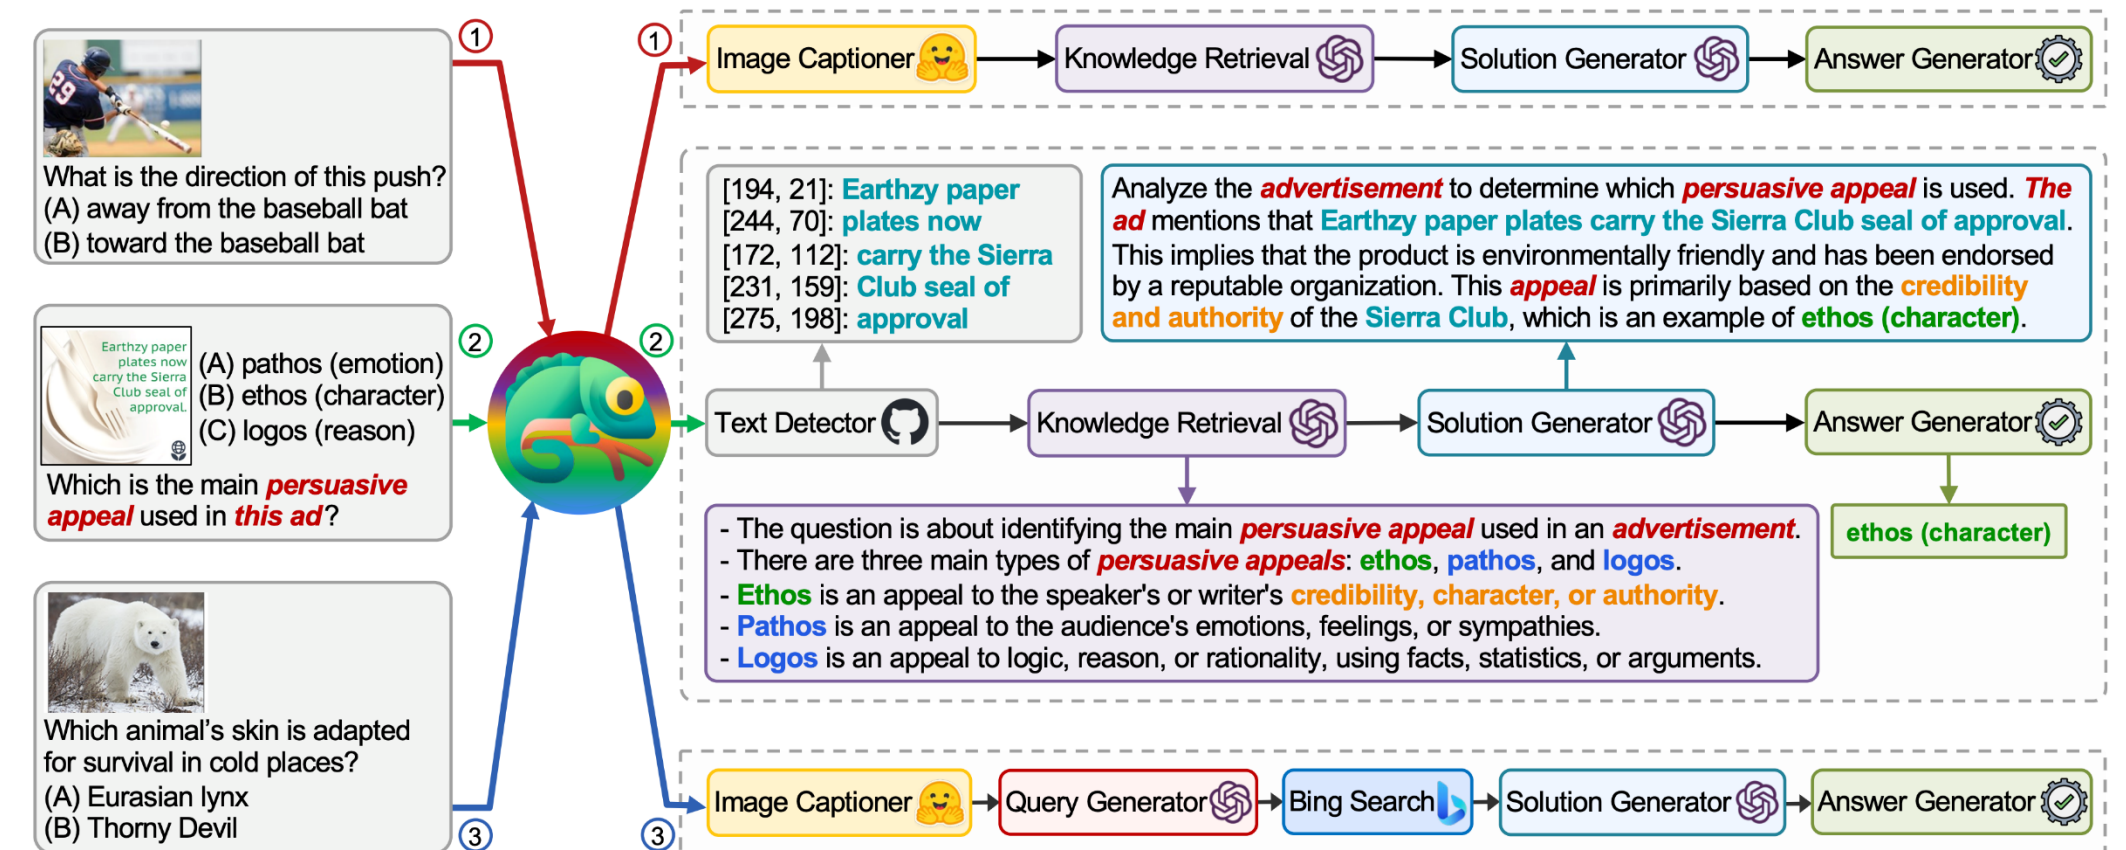 1
29
What is the direction of this push?
(A) away from the baseball bat
(B) toward the baseball bat
2
Earthzy paper
plates now
carry the Sierra
Club seal of
approval.
(A) pathos (emotion)
(B) ethos (character)
(C) logos (reason)
Which is the main persuasive
appeal used in this ad?
Which animal’s skin is adapted
for survival in cold places?
(A) Eurasian lynx
(B) Thorny Devil
3
1
Image Captioner
Knowledge Retrieval
Solution Generator
Answer Generator
2
[194, 21]: Earthzy paper
[244, 70]: plates now
[172, 112]: carry the Sierra
[231, 159]: Club seal of
[275, 198]: approval
Analyze the advertisement to determine which persuasive appeal is used. The
ad mentions that Earthzy paper plates carry the Sierra Club seal of approval.
This implies that the product is environmentally friendly and has been endorsed
by a reputable organization. This appeal is primarily based on the credibility
and authority of the Sierra Club, which is an example of ethos (character).
Text Detector
Knowledge Retrieval
Solution Generator
Answer Generator
- The question is about identifying the main persuasive appeal used in an advertisement.
- There are three main types of persuasive appeals: ethos, pathos, and logos.
- Ethos is an appeal to the speaker's or writer's credibility, character, or authority.
- Pathos is an appeal to the audience's emotions, feelings, or sympathies.
- Logos is an appeal to logic, reason, or rationality, using facts, statistics, or arguments.
ethos (character)
3
Image Captioner
Query Generator
Bing Search
Solution Generator
Answer Generator